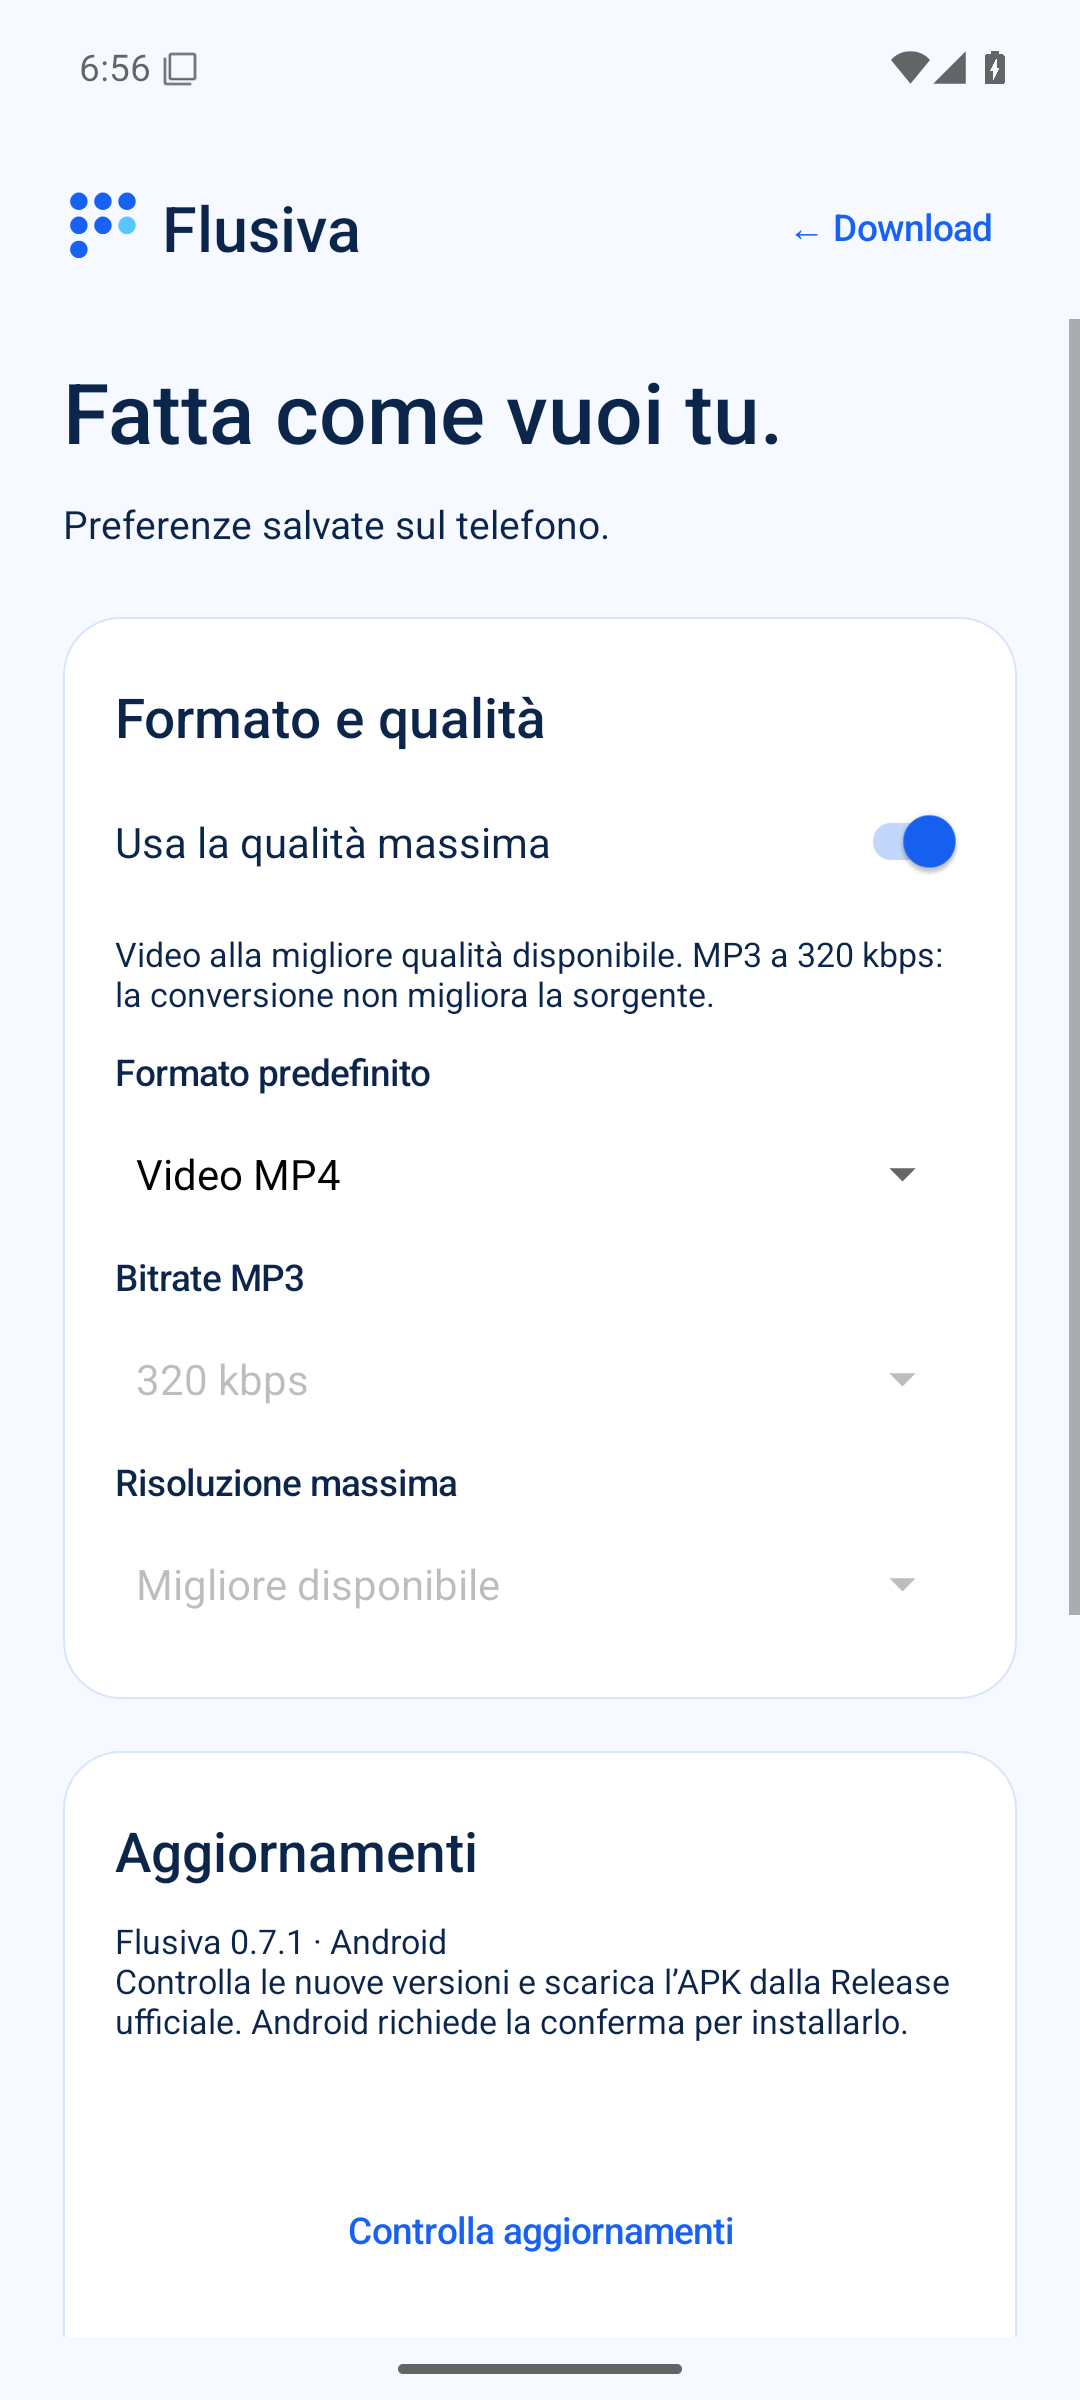 6:56
Flusiva
← Download
Fatta come vuoi tu.
Preferenze salvate sul telefono.
Formato e qualità
Usa la qualità massima
Video alla migliore qualità disponibile. MP3 a 320 kbps:
la conversione non migliora la sorgente.
Formato predefinito
Video MP4
Bitrate MP3
320 kbps
Risoluzione massima
Migliore disponibile
Aggiornamenti
Flusiva 0.7.1 · Android
Controlla le nuove versioni e scarica l’APK dalla Release
ufficiale. Android richiede la conferma per installarlo.
Controlla aggiornamenti